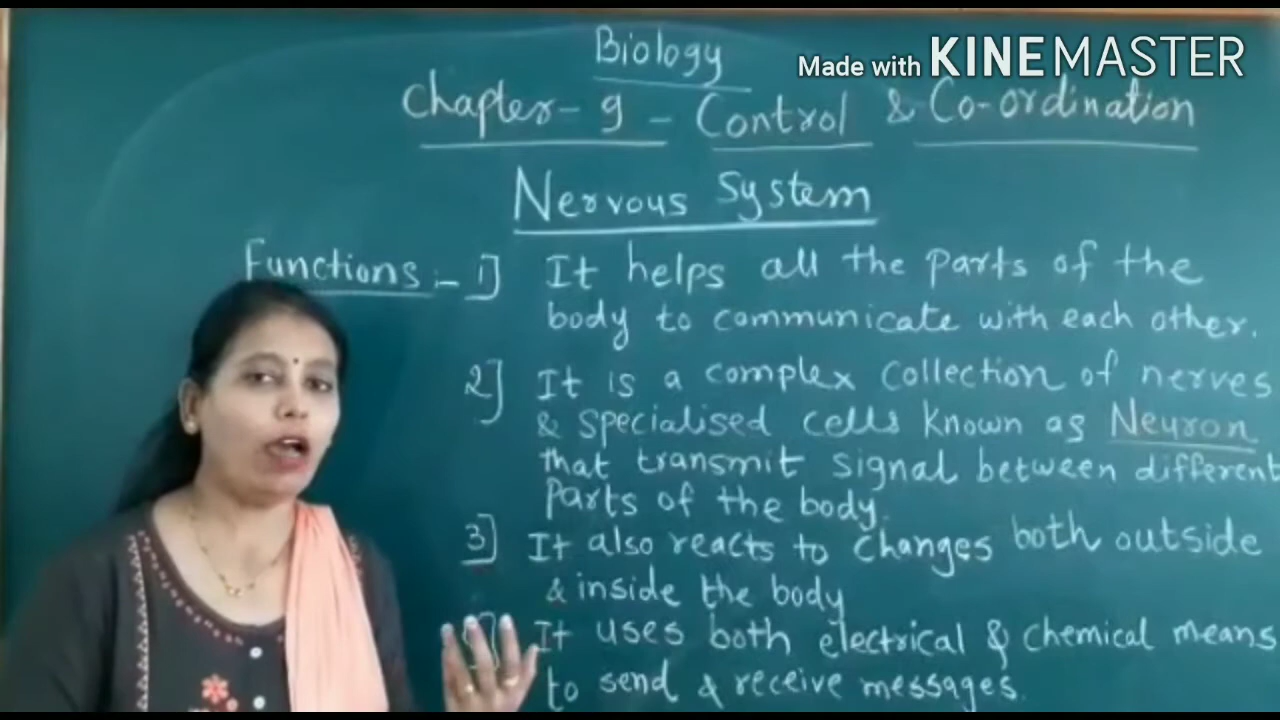 Biology
Made with KINEMASTER
Chapter - 9 - Control & Co-ordination
Nervous System
Functions :- 1] It helps all the parts of the
body to communicate with each other.
2] It is a complex collection of nerves
& specialised cells known as Neuron
that transmit signal between different
parts of the body.
3] It also reacts to changes both outside
& inside the body
It uses both electrical & chemical means
to send & receive messages.